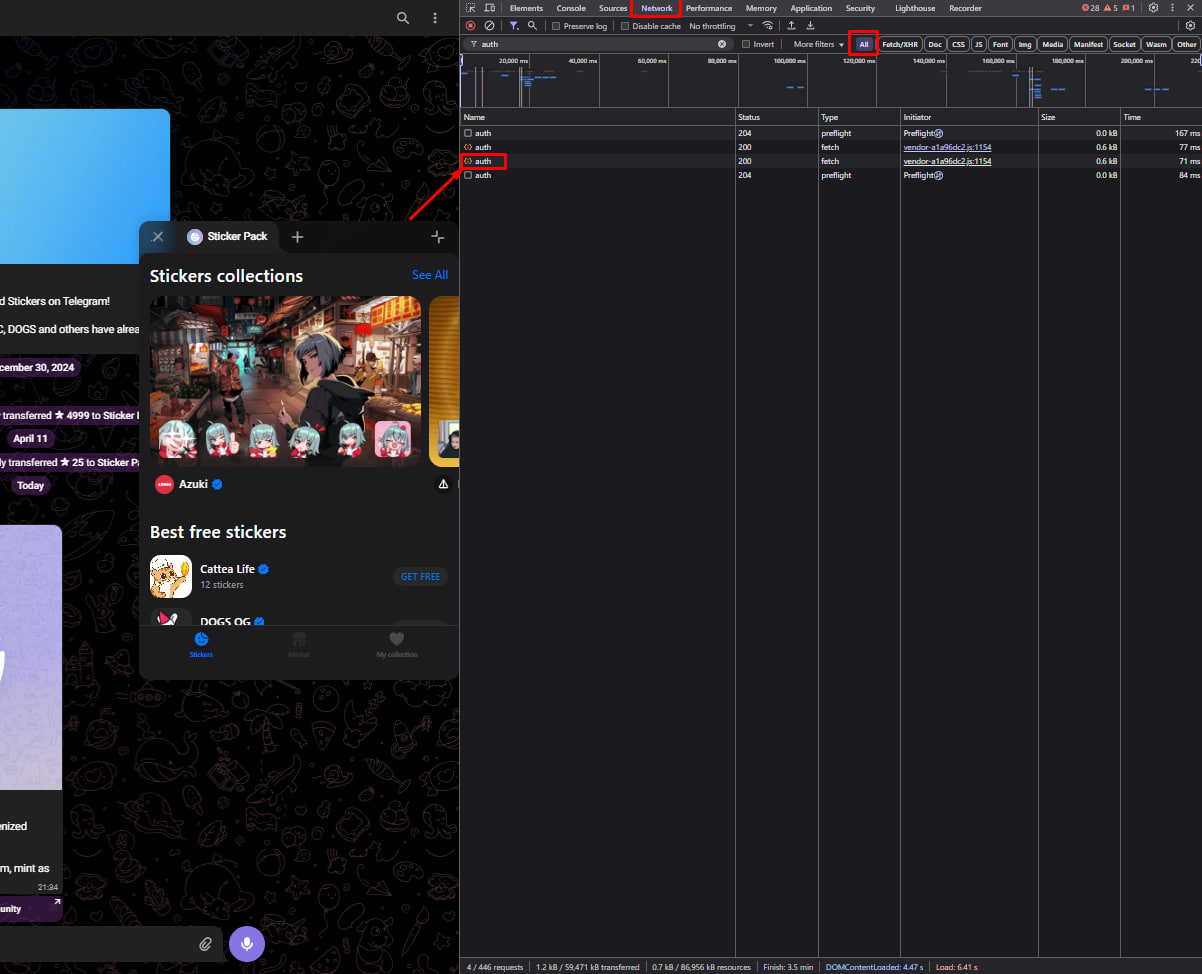 Elements Console Sources Network Performance Memory Application Security Lighthouse Recorder 28 5 1
Preserve log Disable cache No throttling
auth Invert More filters All Fetch/XHR Doc CSS JS Font Img Media Manifest Socket Wasm Other
20,000 ms 40,000 ms 60,000 ms 80,000 ms 100,000 ms 120,000 ms 140,000 ms 160,000 ms 180,000 ms 200,000 ms 220
Name Status Type Initiator Size Time
auth 204 preflight Preflight 0.0 kB 167 ms
auth 200 fetch vendor-a1a96dc2.js:1154 0.6 kB 77 ms
auth 200 fetch vendor-a1a96dc2.js:1154 0.6 kB 71 ms
auth 204 preflight Preflight 0.0 kB 84 ms
4 / 446 requests 1.2 kB / 59,471 kB transferred 0.7 kB / 86,956 kB resources Finish: 3.5 min DOMContentLoaded: 4.47 s Load: 6.41 s
d Stickers on Telegram!
C, DOGS and others have alrea
cember 30, 2024
y transferred ★ 4999 to Sticker
April 11
ly transferred ★ 25 to Sticker Pa
Today
enized
m, mint as
21:34
unity
Sticker Pack
Stickers collections See All
Azuki
Best free stickers
Cattea Life
12 stickers
GET FREE
DOGS OG
Stickers Market My collection